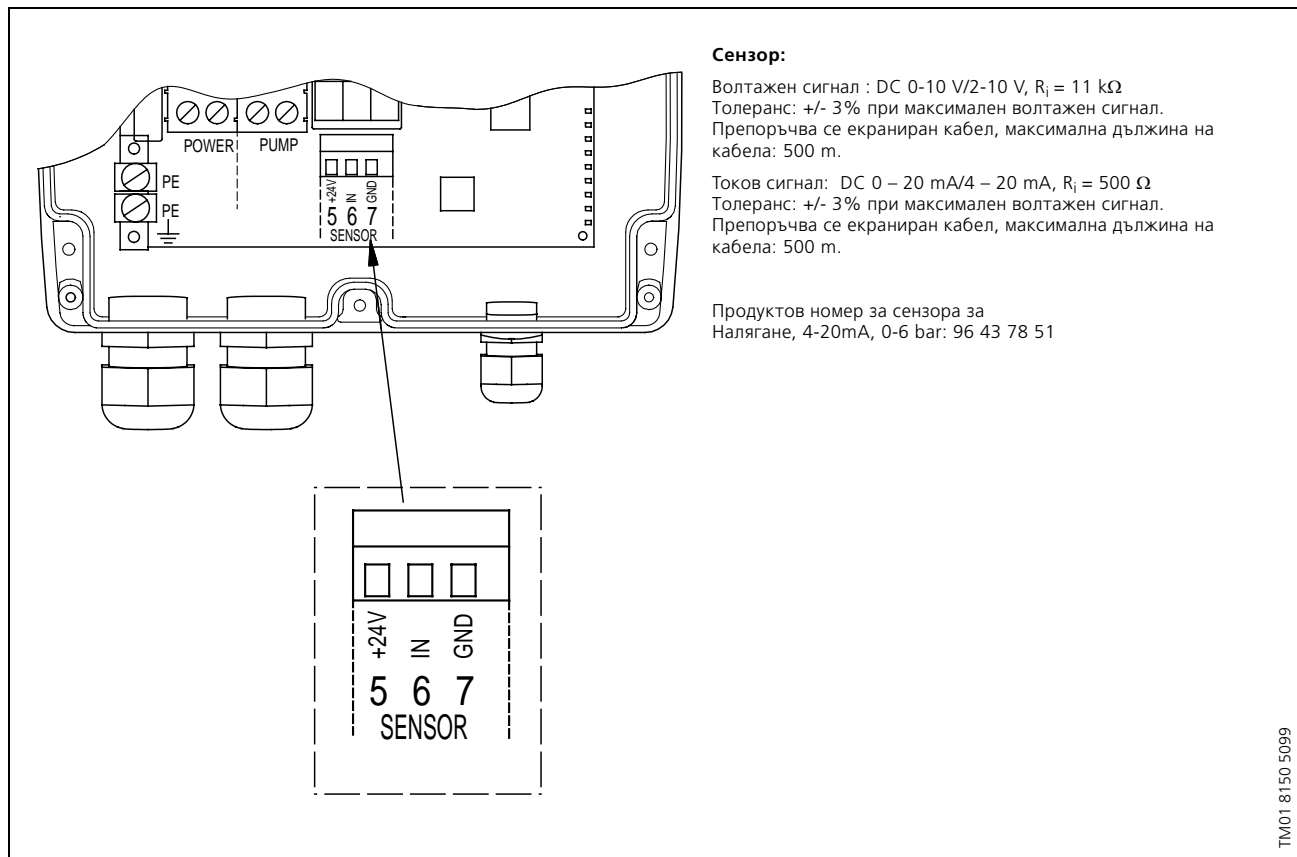 Сензор:
Волтажен сигнал : DC 0-10 V/2-10 V, Ri = 11 kΩ
Толеранс: +/- 3% при максимален волтажен сигнал.
Препоръчва се екраниран кабел, максимална дължина на
кабела: 500 m.
Токов сигнал:  DC 0 – 20 mA/4 – 20 mA, Ri = 500 Ω
Толеранс: +/- 3% при максимален волтажен сигнал.
Препоръчва се екраниран кабел, максимална дължина на
кабела: 500 m.
Продуктов номер за сензора за
Налягане, 4-20mA, 0-6 bar: 96 43 78 51
POWER PUMP
PE
PE
+24V IN GND
5 6 7
SENSOR
+24V IN GND
5 6 7
SENSOR
TM01 8150 5099